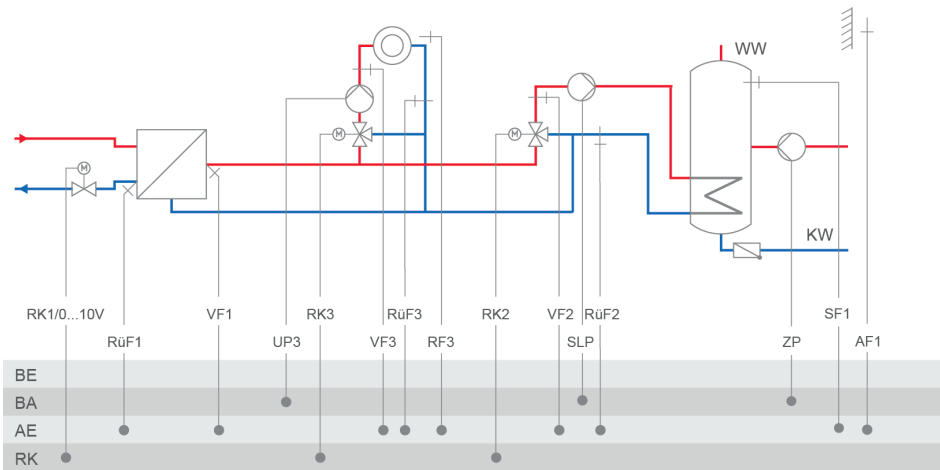 WW
M
M
M
KW
RK1/0...10V
VF1
RK3
RüF3
RK2
VF2
RüF2
SF1
RüF1
UP3
VF3
RF3
SLP
ZP
AF1
BE
BA
AE
RK